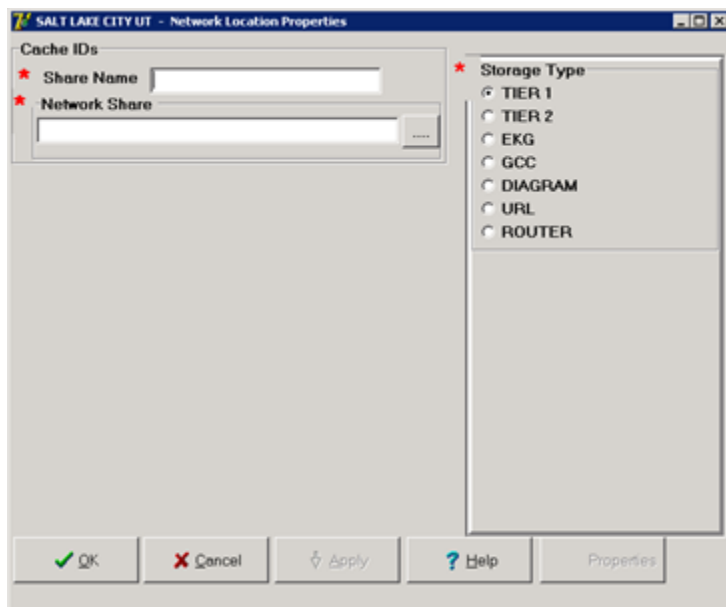 SALT LAKE CITY UT - Network Location Properties
Cache IDs
* Share Name
* Network Share
....
* Storage Type
TIER 1
TIER 2
EKG
GCC
DIAGRAM
URL
ROUTER
OK
Cancel
Apply
? Help
Properties